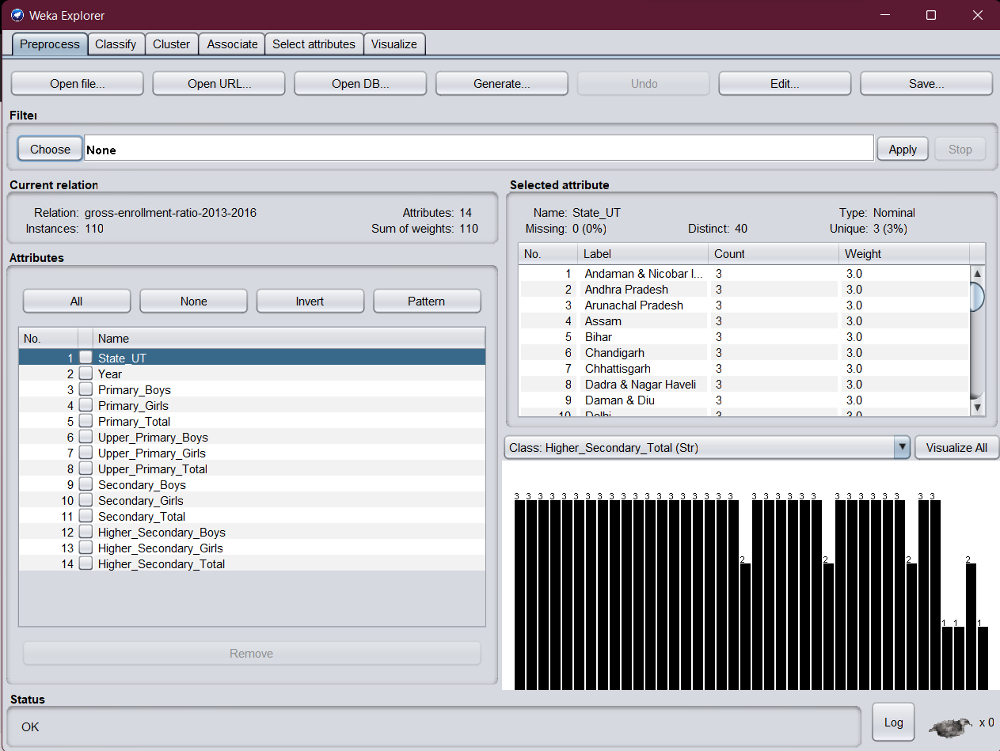 Weka Explorer
Preprocess Classify Cluster Associate Select attributes Visualize
Open file... Open URL... Open DB... Generate... Undo Edit... Save...
Filter
Choose None Apply Stop
Current relation
Relation: gross-enrollment-ratio-2013-2016 Attributes: 14
Instances: 110 Sum of weights: 110
Attributes
All None Invert Pattern
No. Name
1 State_UT
2 Year
3 Primary_Boys
4 Primary_Girls
5 Primary_Total
6 Upper_Primary_Boys
7 Upper_Primary_Girls
8 Upper_Primary_Total
9 Secondary_Boys
10 Secondary_Girls
11 Secondary_Total
12 Higher_Secondary_Boys
13 Higher_Secondary_Girls
14 Higher_Secondary_Total
Remove
Selected attribute
Name: State_UT Type: Nominal
Missing: 0 (0%) Distinct: 40 Unique: 3 (3%)
No. Label Count Weight
1 Andaman & Nicobar I... 3 3.0
2 Andhra Pradesh 3 3.0
3 Arunachal Pradesh 3 3.0
4 Assam 3 3.0
5 Bihar 3 3.0
6 Chandigarh 3 3.0
7 Chhattisgarh 3 3.0
8 Dadra & Nagar Haveli 3 3.0
9 Daman & Diu 3 3.0
10 Delhi 3 3.0
Class: Higher_Secondary_Total (Str) Visualize All
3 3 3 3 3 3 3 3 3 3 3 3 3 3 3 3 3 3 3 2 3 3 3 3 3 3 2 3 3 3 3 3 3 2 3 3 1 1 2 1
Status
OK
Log x 0